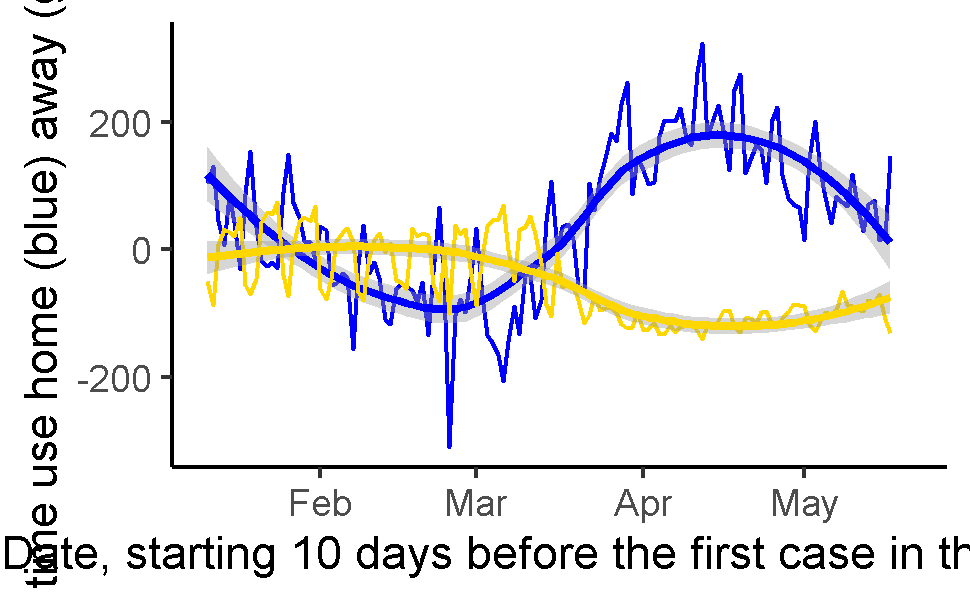 time use home (blue) away (
200
0
-200
Feb Mar Apr May
Date, starting 10 days before the first case in th